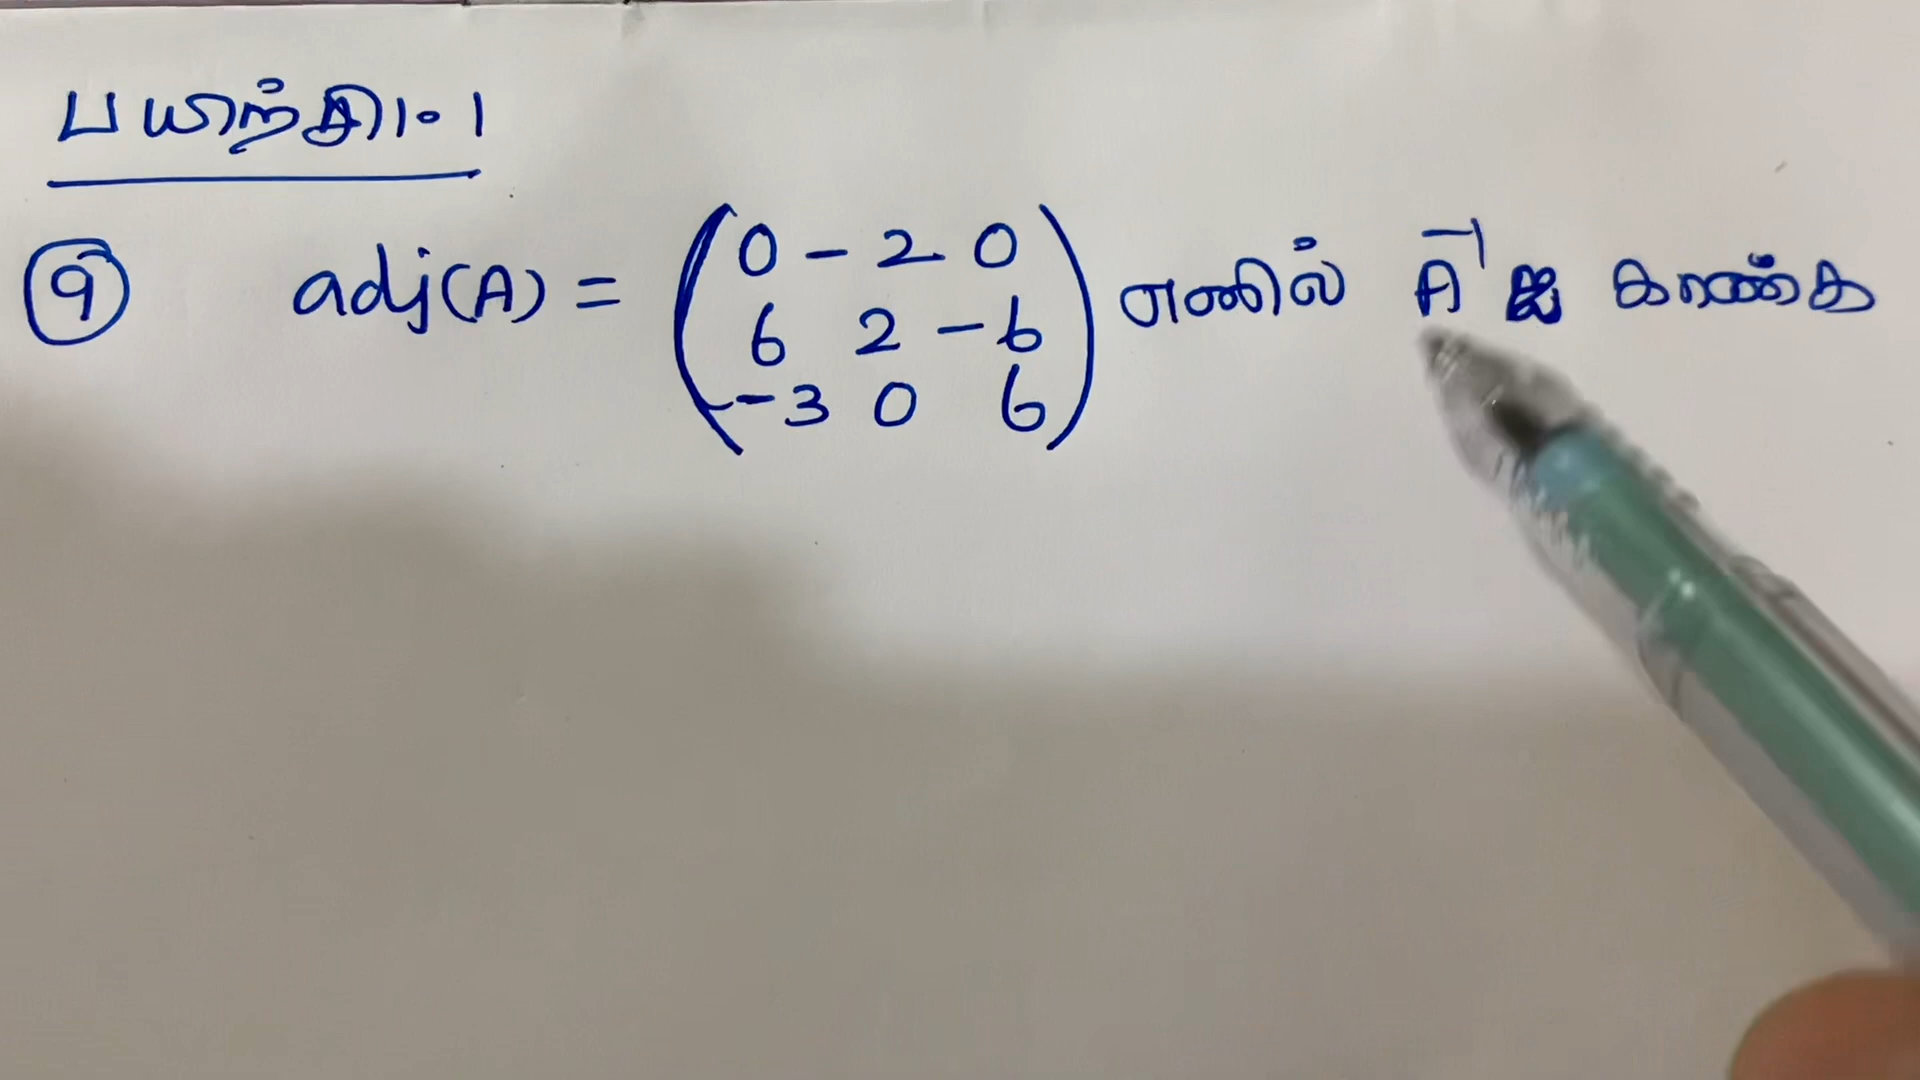 பயிற்சி 1.1
9 adj(A) = ( 0 -2 0 எனில் A⁻¹ ஐ காண்க
6 2 -6
-3 0 6 )